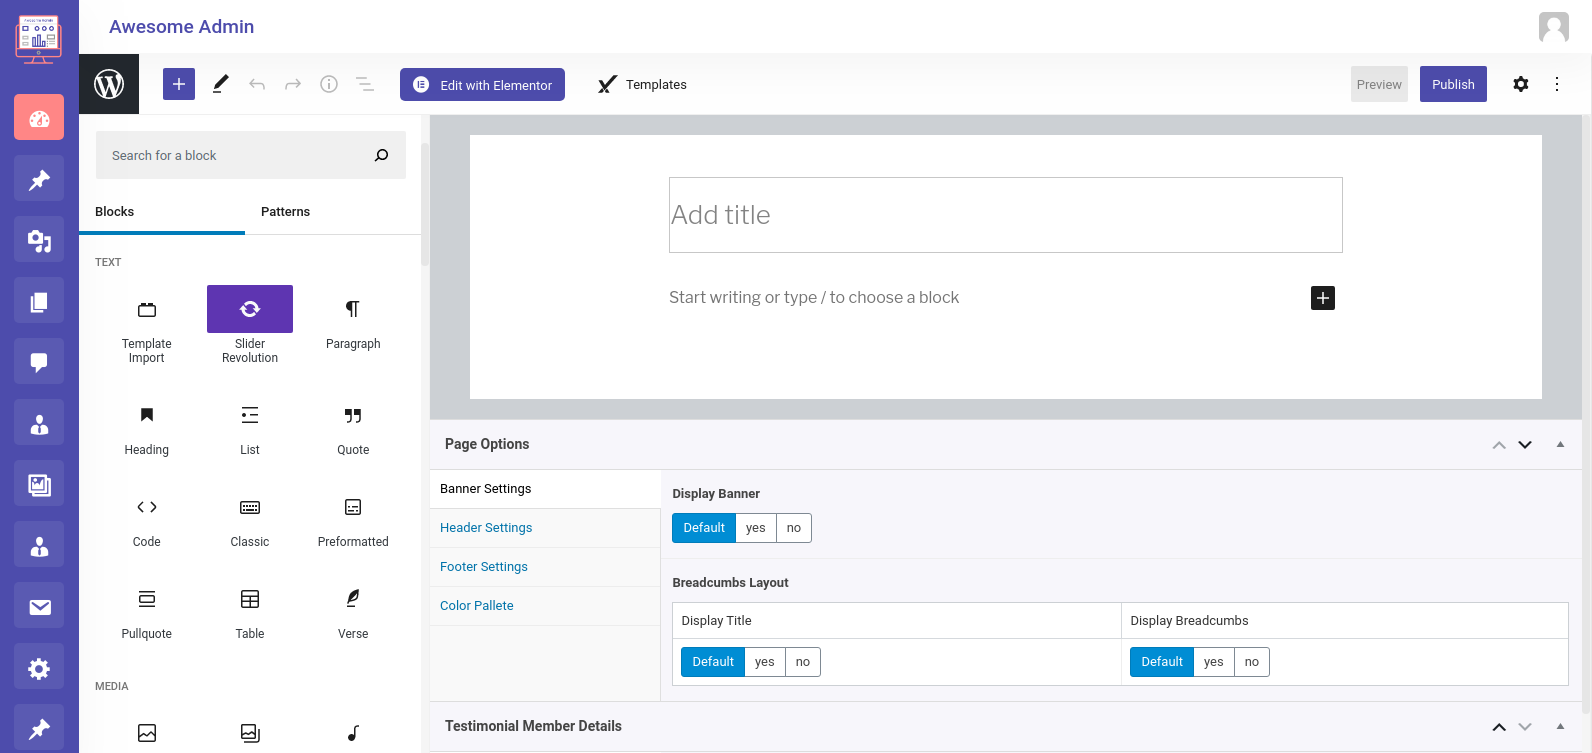 Awesome Admin
Edit with Elementor
Templates
Preview
Publish
Search for a block
Blocks
Patterns
TEXT
Template
Import
Slider
Revolution
Paragraph
Heading
List
Quote
Code
Classic
Preformatted
Pullquote
Table
Verse
MEDIA
Add title
Start writing or type / to choose a block
Page Options
Banner Settings
Header Settings
Footer Settings
Color Pallete
Display Banner
Default yes no
Breadcumbs Layout
Display Title
Display Breadcumbs
Default yes no
Default yes no
Testimonial Member Details